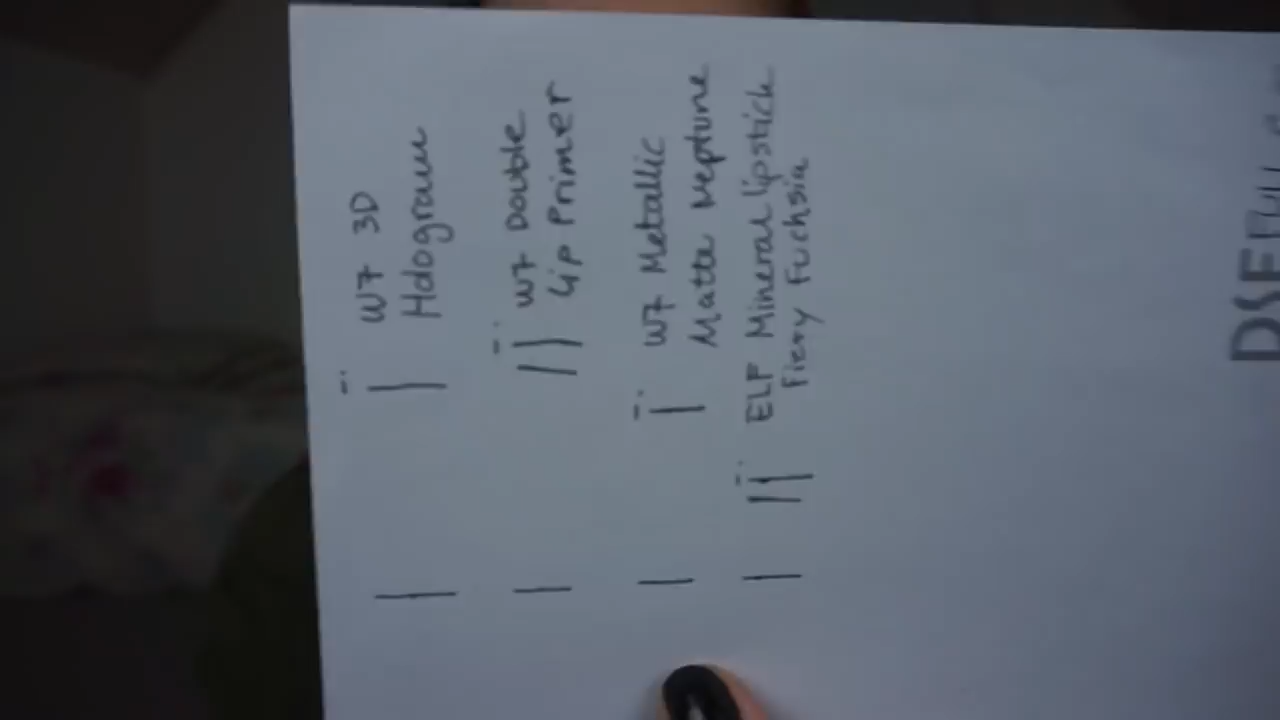 W7 3D
Hologram
W7 Double
Lip Primer
W7 Metallic
Matte Neptune
ELF Mineral lipstick
Fiery Fuchsia